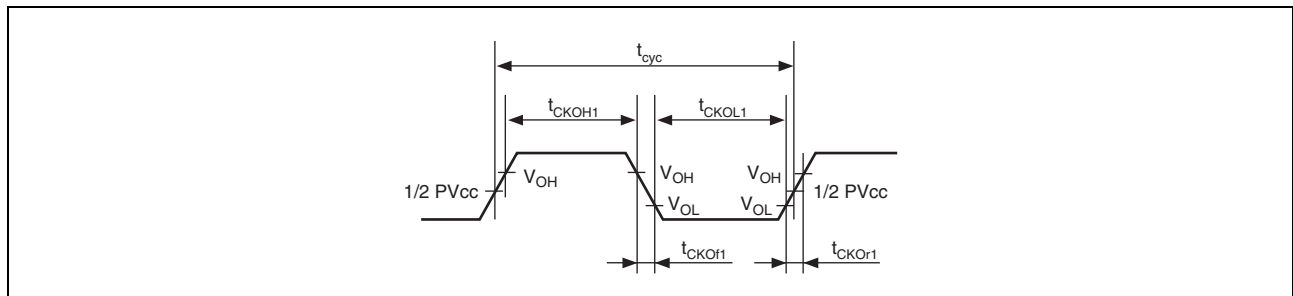 tcyc
tCKOH1 tCKOL1
VOH VOH VOH
1/2 PVcc 1/2 PVcc
VOL VOL
tCKOf1 tCKOr1